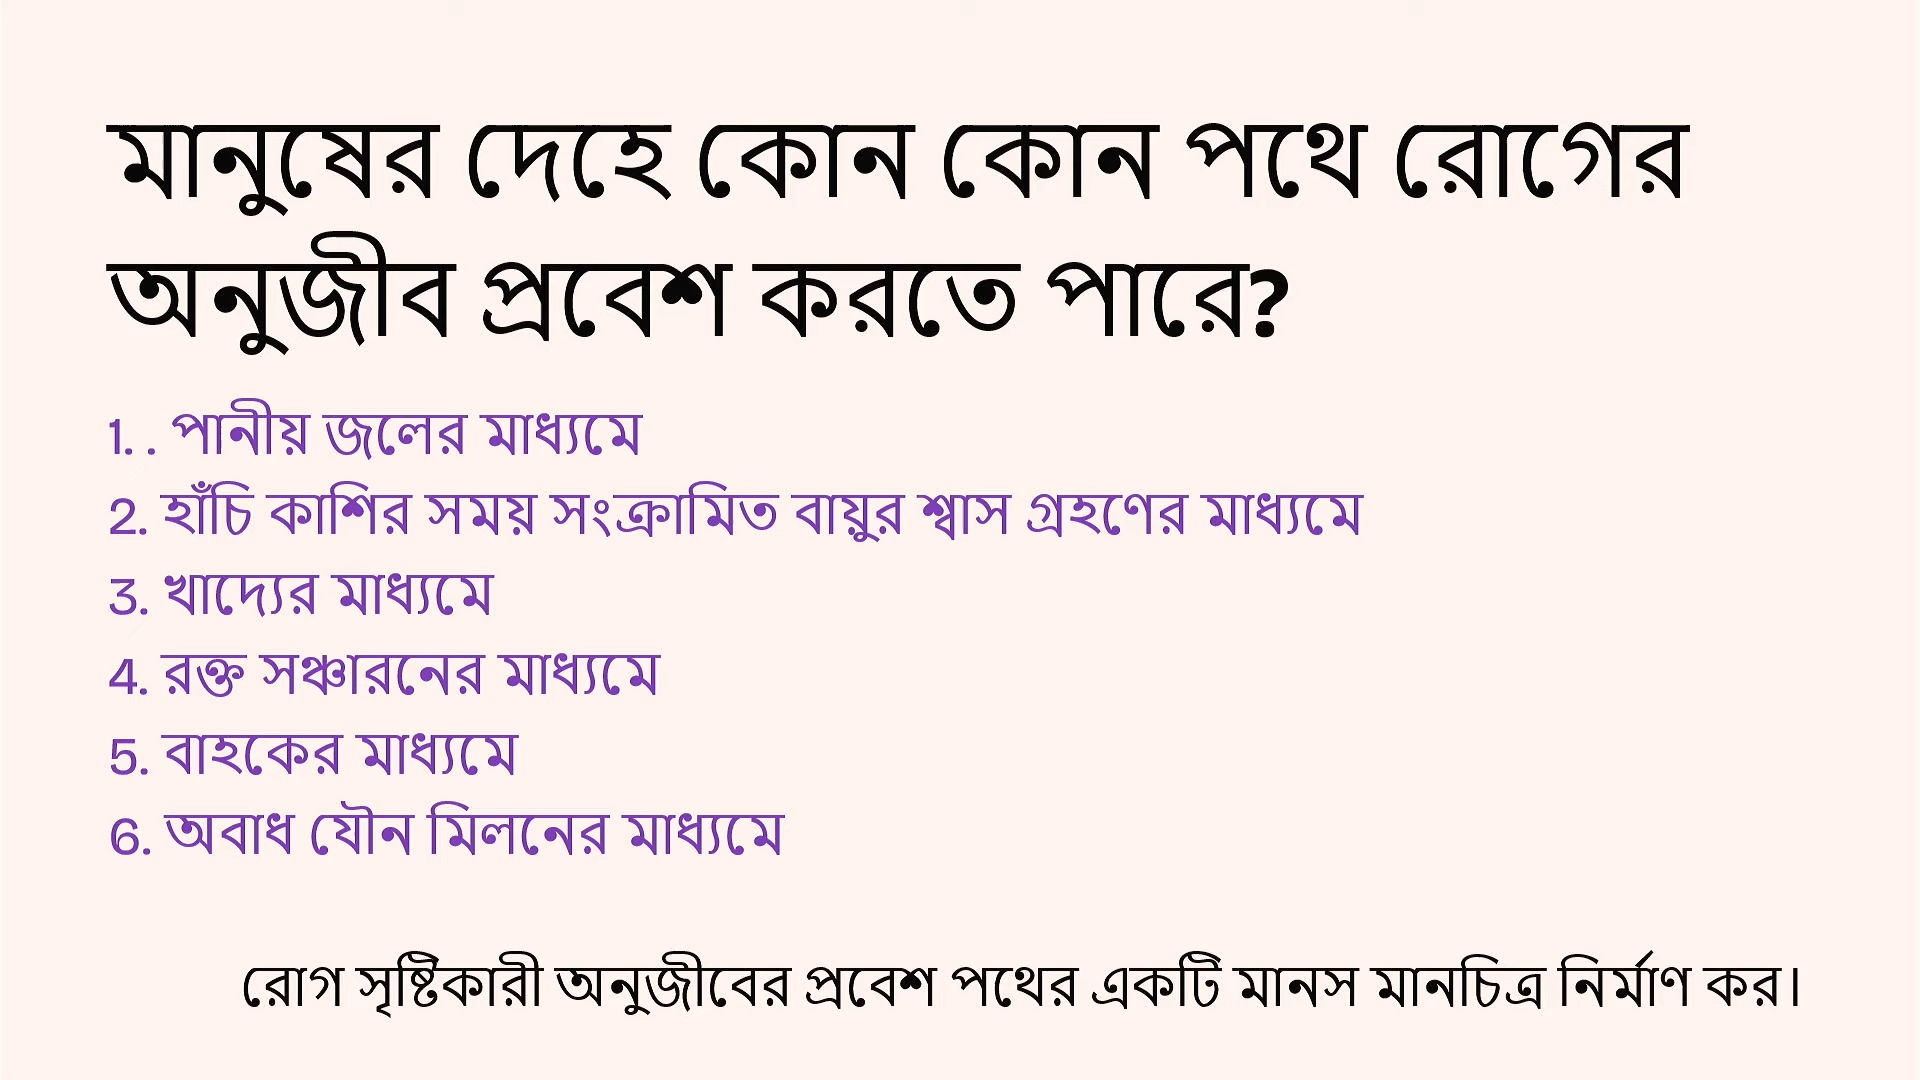 মানুষের দেহে কোন কোন পথে রোগের
অনুজীব প্রবেশ করতে পারে?
1. . পানীয় জলের মাধ্যমে
2. হাঁচি কাশির সময় সংক্রামিত বায়ুর শ্বাস গ্রহণের মাধ্যমে
3. খাদ্যের মাধ্যমে
4. রক্ত সঞ্চারনের মাধ্যমে
5. বাহকের মাধ্যমে
6. অবাধ যৌন মিলনের মাধ্যমে
রোগ সৃষ্টিকারী অনুজীবের প্রবেশ পথের একটি মানস মানচিত্র নির্মাণ কর।